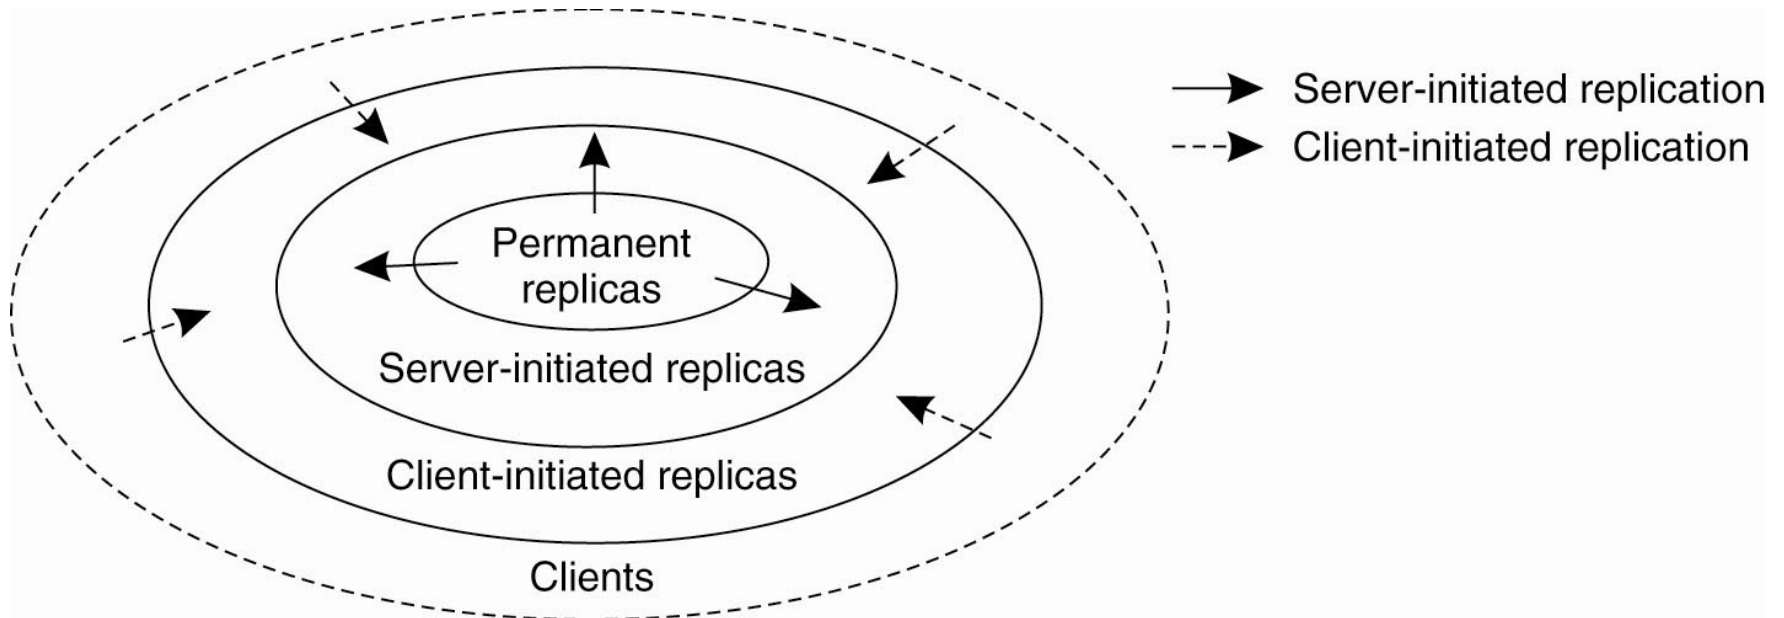 Server-initiated replication
Client-initiated replication
Permanent
replicas
Server-initiated replicas
Client-initiated replicas
Clients